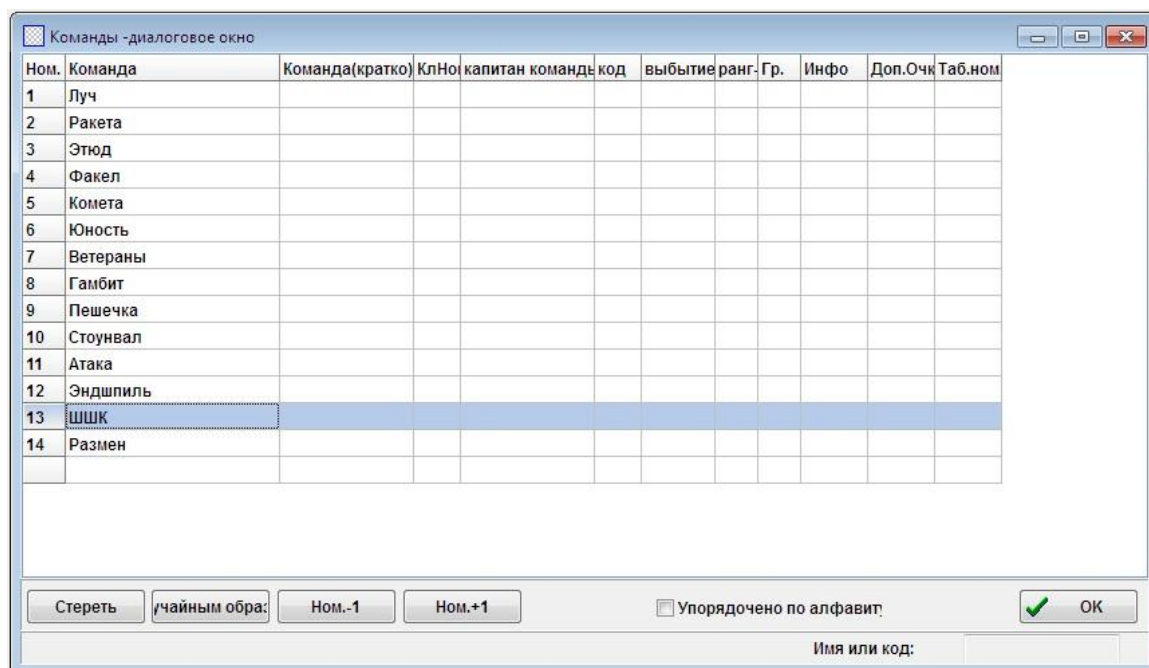 Команды -диалоговое окно
Ном. Команда Команда(кратко) КлНо капитан команды код выбытие ранг- Гр. Инфо Доп.Очк Таб.ном
1 Луч
2 Ракета
3 Этюд
4 Факел
5 Комета
6 Юность
7 Ветераны
8 Гамбит
9 Пешечка
10 Стоунвал
11 Атака
12 Эндшпиль
13 ШШК
14 Размен
Стереть учайным обра: Ном.-1 Ном.+1 Упорядочено по алфавит OK
Имя или код: